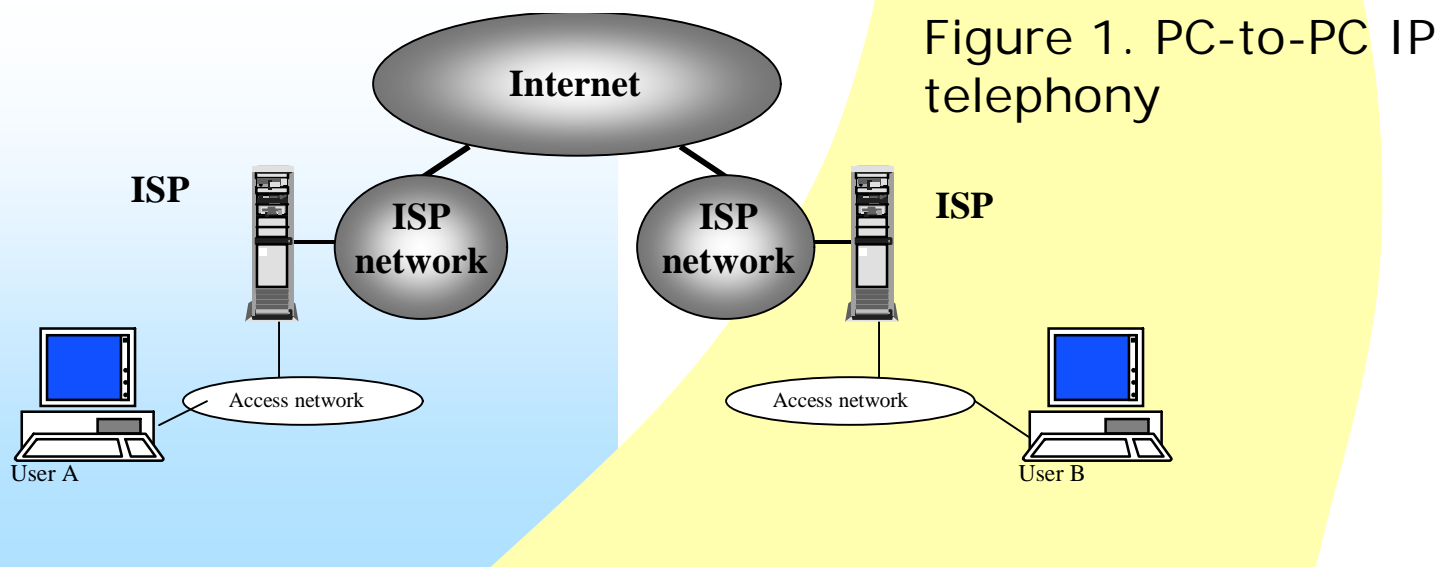 Figure 1. PC-to-PC IP
telephony
Internet
ISP
ISP
network
ISP
network
ISP
Access network
Access network
User A
User B